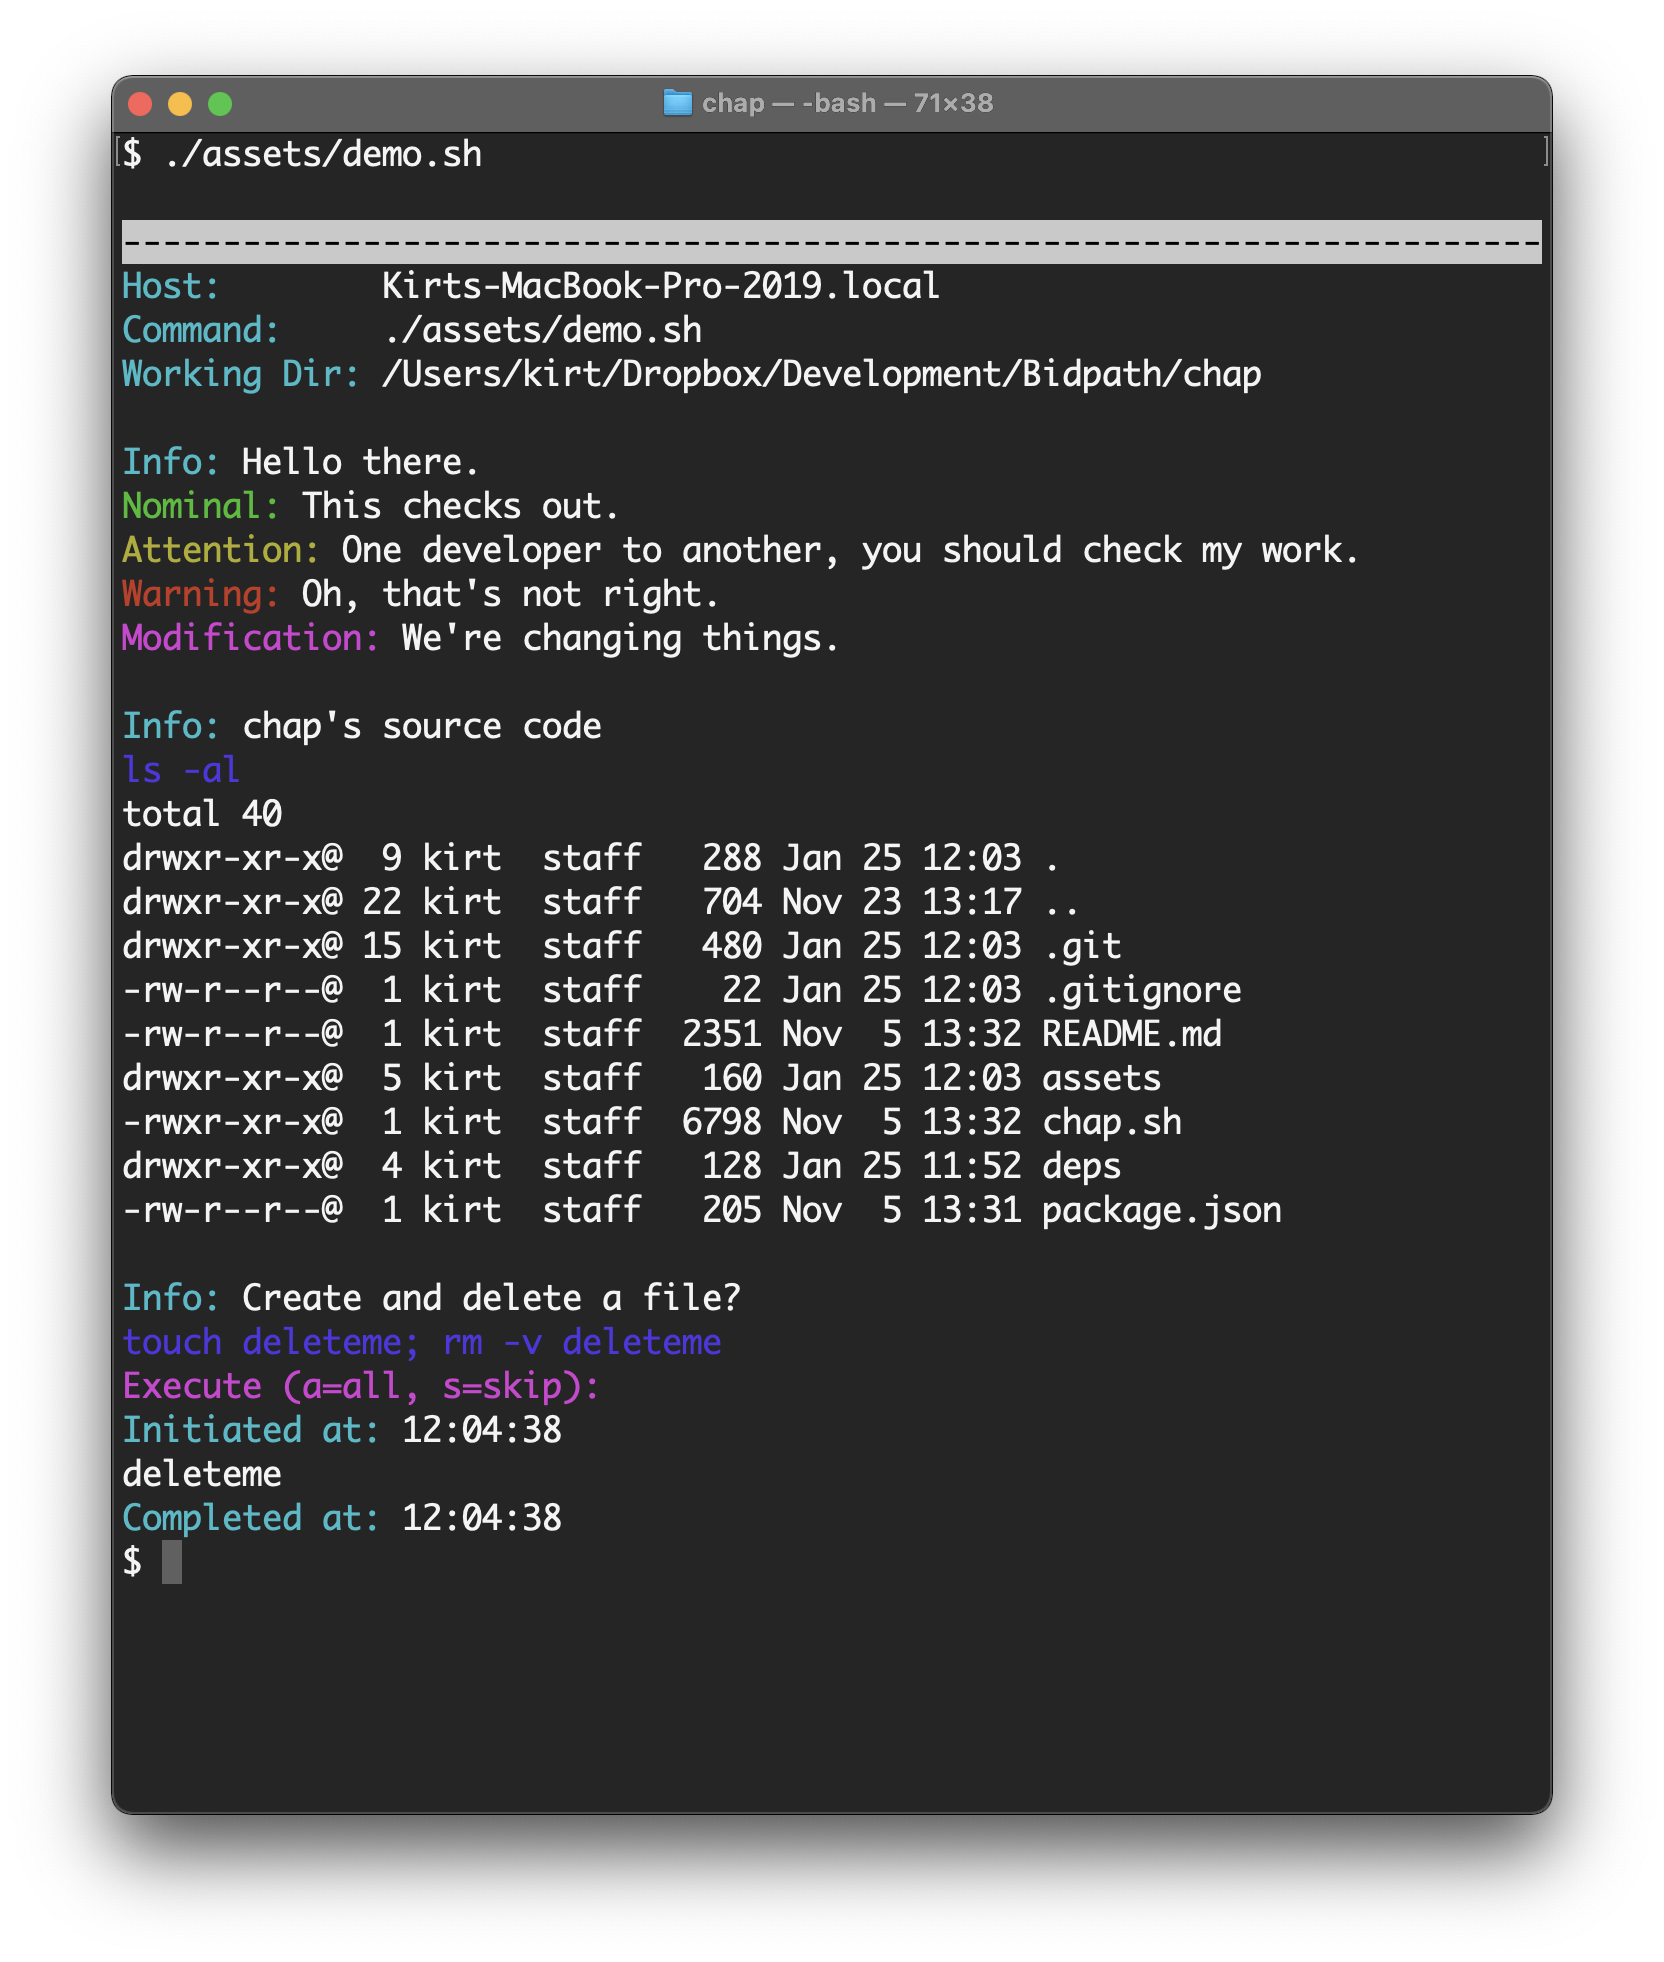 chap — -bash — 71×38
$ ./assets/demo.sh
-----------------------------------------------------------------------
Host:        Kirts-MacBook-Pro-2019.local
Command:     ./assets/demo.sh
Working Dir: /Users/kirt/Dropbox/Development/Bidpath/chap
Info: Hello there.
Nominal: This checks out.
Attention: One developer to another, you should check my work.
Warning: Oh, that's not right.
Modification: We're changing things.
Info: chap's source code
ls -al
total 40
drwxr-xr-x@  9 kirt  staff   288 Jan 25 12:03 .
drwxr-xr-x@ 22 kirt  staff   704 Nov 23 13:17 ..
drwxr-xr-x@ 15 kirt  staff   480 Jan 25 12:03 .git
-rw-r--r--@  1 kirt  staff    22 Jan 25 12:03 .gitignore
-rw-r--r--@  1 kirt  staff  2351 Nov  5 13:32 README.md
drwxr-xr-x@  5 kirt  staff   160 Jan 25 12:03 assets
-rwxr-xr-x@  1 kirt  staff  6798 Nov  5 13:32 chap.sh
drwxr-xr-x@  4 kirt  staff   128 Jan 25 11:52 deps
-rw-r--r--@  1 kirt  staff   205 Nov  5 13:31 package.json
Info: Create and delete a file?
touch deleteme; rm -v deleteme
Execute (a=all, s=skip):
Initiated at: 12:04:38
deleteme
Completed at: 12:04:38
$